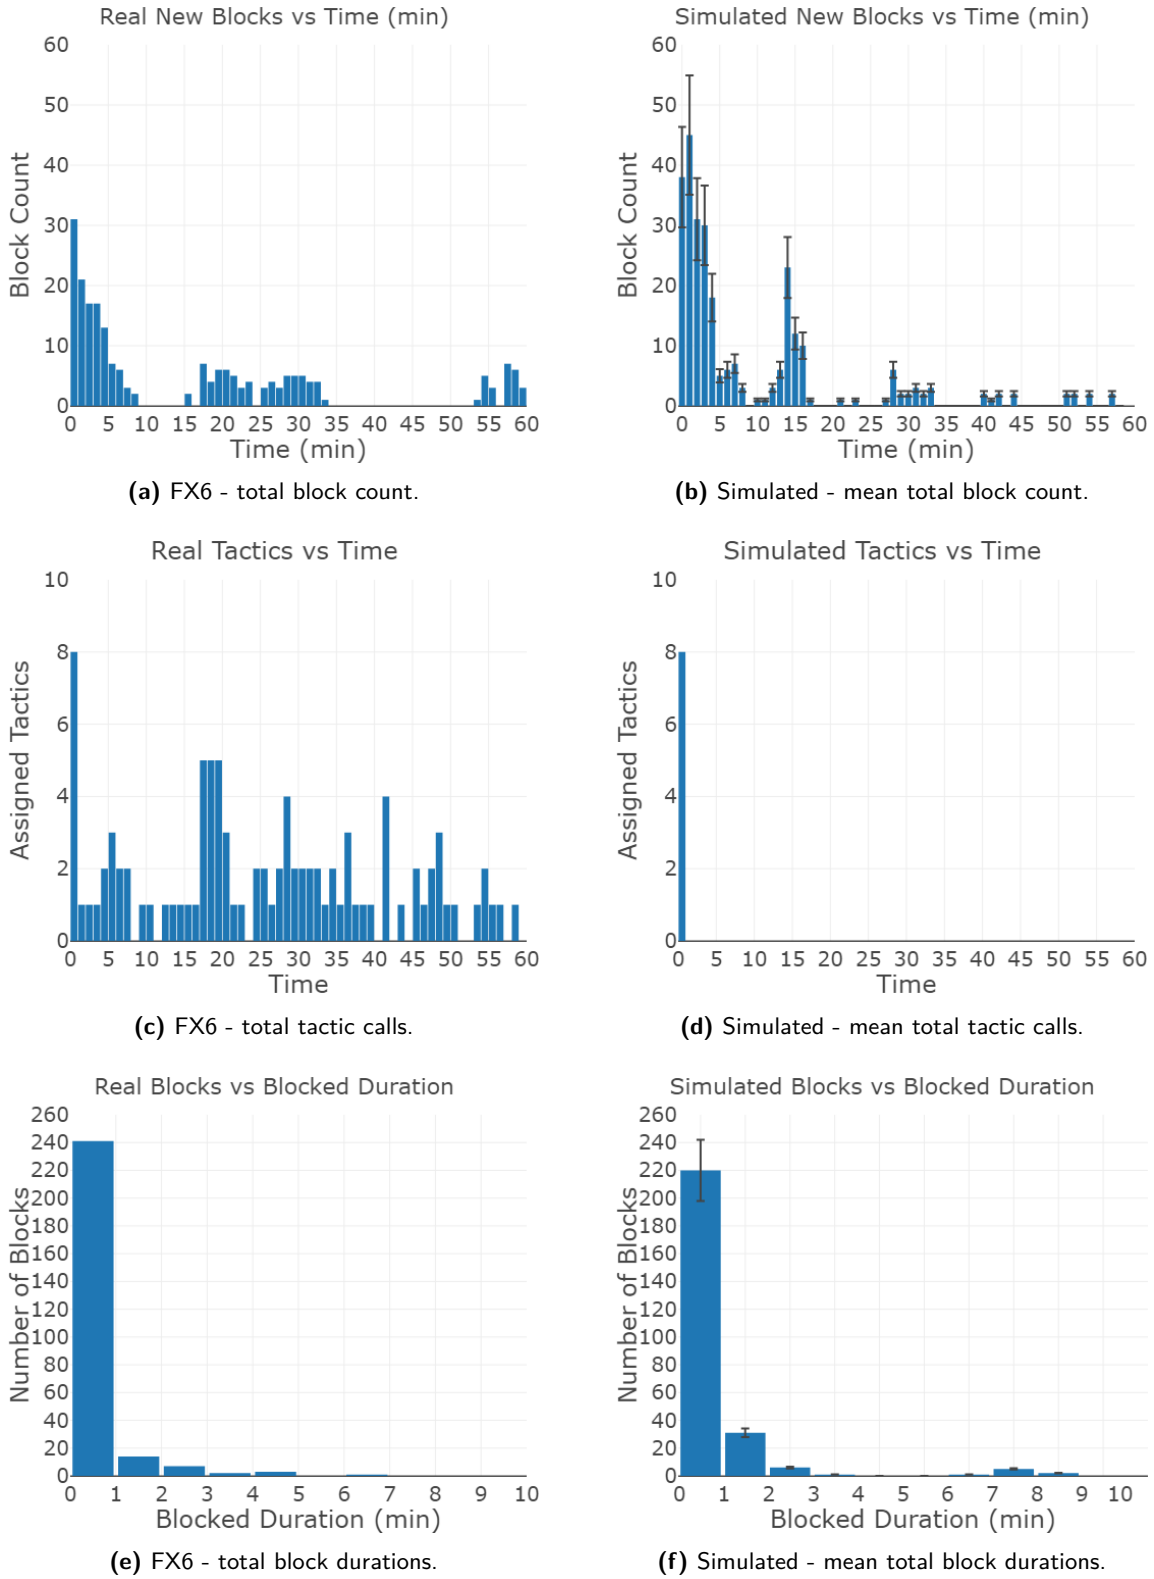 Real New Blocks vs Time (min)
60
50
40
30
20
10
0
Block Count
0 5 10 15 20 25 30 35 40 45 50 55 60
Time (min)
(a) FX6 - total block count.
Simulated New Blocks vs Time (min)
60
50
40
30
20
10
0
Block Count
0 5 10 15 20 25 30 35 40 45 50 55 60
Time (min)
(b) Simulated - mean total block count.
Real Tactics vs Time
10
8
6
4
2
0
Assigned Tactics
0 5 10 15 20 25 30 35 40 45 50 55 60
Time
(c) FX6 - total tactic calls.
Simulated Tactics vs Time
10
8
6
4
2
0
Assigned Tactics
0 5 10 15 20 25 30 35 40 45 50 55 60
Time
(d) Simulated - mean total tactic calls.
Real Blocks vs Blocked Duration
260
240
220
200
180
160
140
120
100
80
60
40
20
0
Number of Blocks
0 1 2 3 4 5 6 7 8 9 10
Blocked Duration (min)
(e) FX6 - total block durations.
Simulated Blocks vs Blocked Duration
260
240
220
200
180
160
140
120
100
80
60
40
20
0
Number of Blocks
0 1 2 3 4 5 6 7 8 9 10
Blocked Duration (min)
(f) Simulated - mean total block durations.